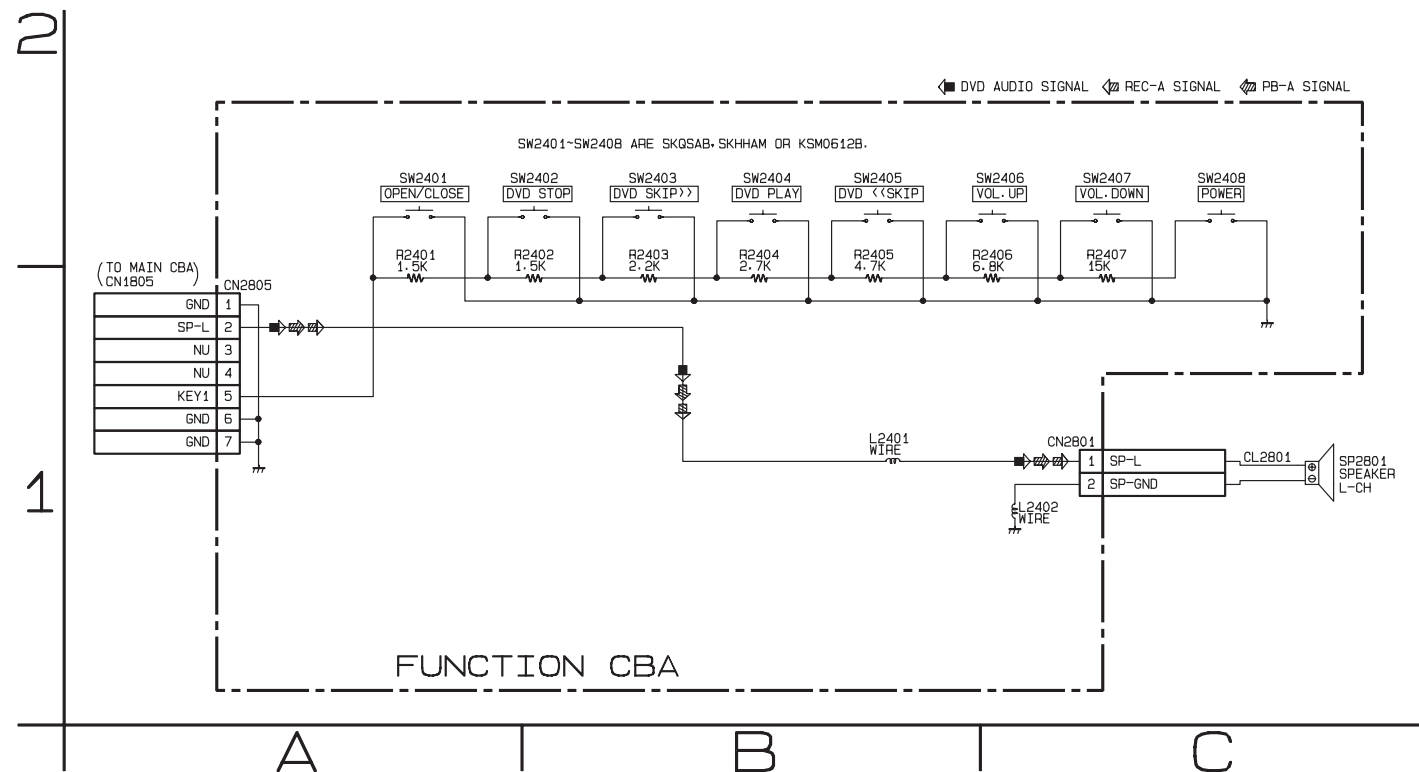 2
DVD AUDIO SIGNAL REC-A SIGNAL PB-A SIGNAL
SW2401~SW2408 ARE SKQSAB, SKHHAM OR KSM0612B.
SW2401 SW2402 SW2403 SW2404 SW2405 SW2406 SW2407 SW2408
OPEN/CLOSE DVD STOP DVD SKIP>> DVD PLAY DVD <<SKIP VOL.UP VOL.DOWN POWER
R2401 R2402 R2403 R2404 R2405 R2406 R2407
1.5K 1.5K 2.2K 2.7K 4.7K 6.8K 15K
(TO MAIN CBA)
CN1805
CN2805
GND 1
SP-L 2
NU 3
NU 4
KEY1 5
GND 6
GND 7
L2401
WIRE
CN2801
1 SP-L
2 SP-GND
CL2801
SP2801
SPEAKER
L-CH
L2402
WIRE
1
FUNCTION CBA
A B C